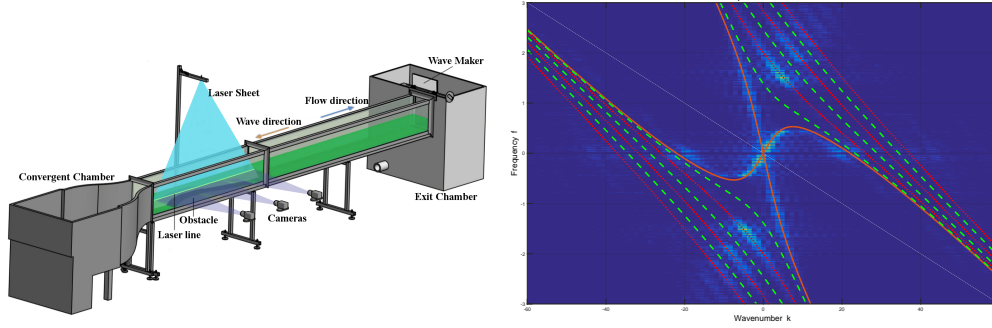 Wave Maker
Laser Sheet
Flow direction
Wave direction
Convergent Chamber
Exit Chamber
Obstacle
Cameras
Laser line
3
2
1
0
-1
-2
-3
Frequency f
-60
-40
-20
0
20
40
Wavenumber k